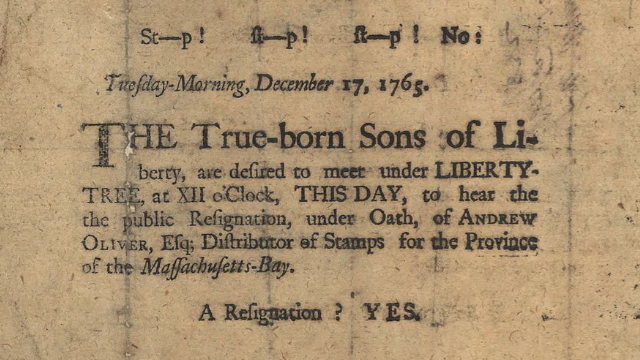 St—p! ſt—p! ſt—p! No:
Tueſday-Morning, December 17, 1765.
THE True-born Sons of Li-
berty, are deſired to meet under LIBERTY-
TREE, at XII o'Clock, THIS DAY, to hear the
the public Reſignation, under Oath, of ANDREW
OLIVER, Eſq; Diſtributor of Stamps for the Province
of the Maſſachuſetts-Bay.
A Reſignation? YES.